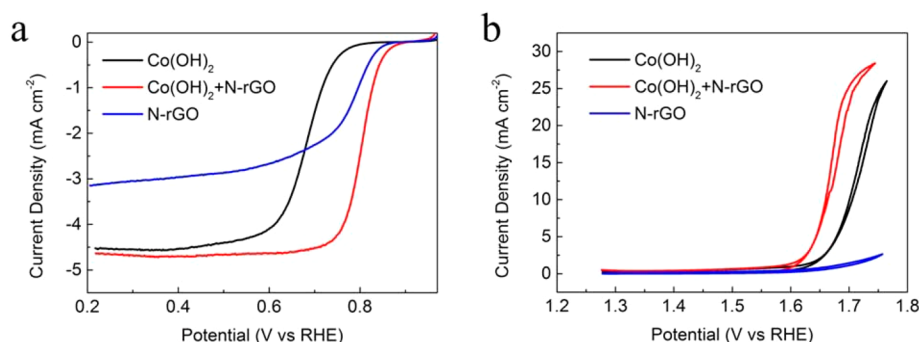 a
0
-1
-2
-3
-4
-5
Current Density (mA cm⁻²)
Co(OH)₂
Co(OH)₂+N-rGO
N-rGO
0.2 0.4 0.6 0.8
Potential (V vs RHE)
b
30
25
20
15
10
5
0
Current Density (mA cm⁻²)
Co(OH)₂
Co(OH)₂+N-rGO
N-rGO
1.2 1.3 1.4 1.5 1.6 1.7 1.8
Potential (V vs RHE)